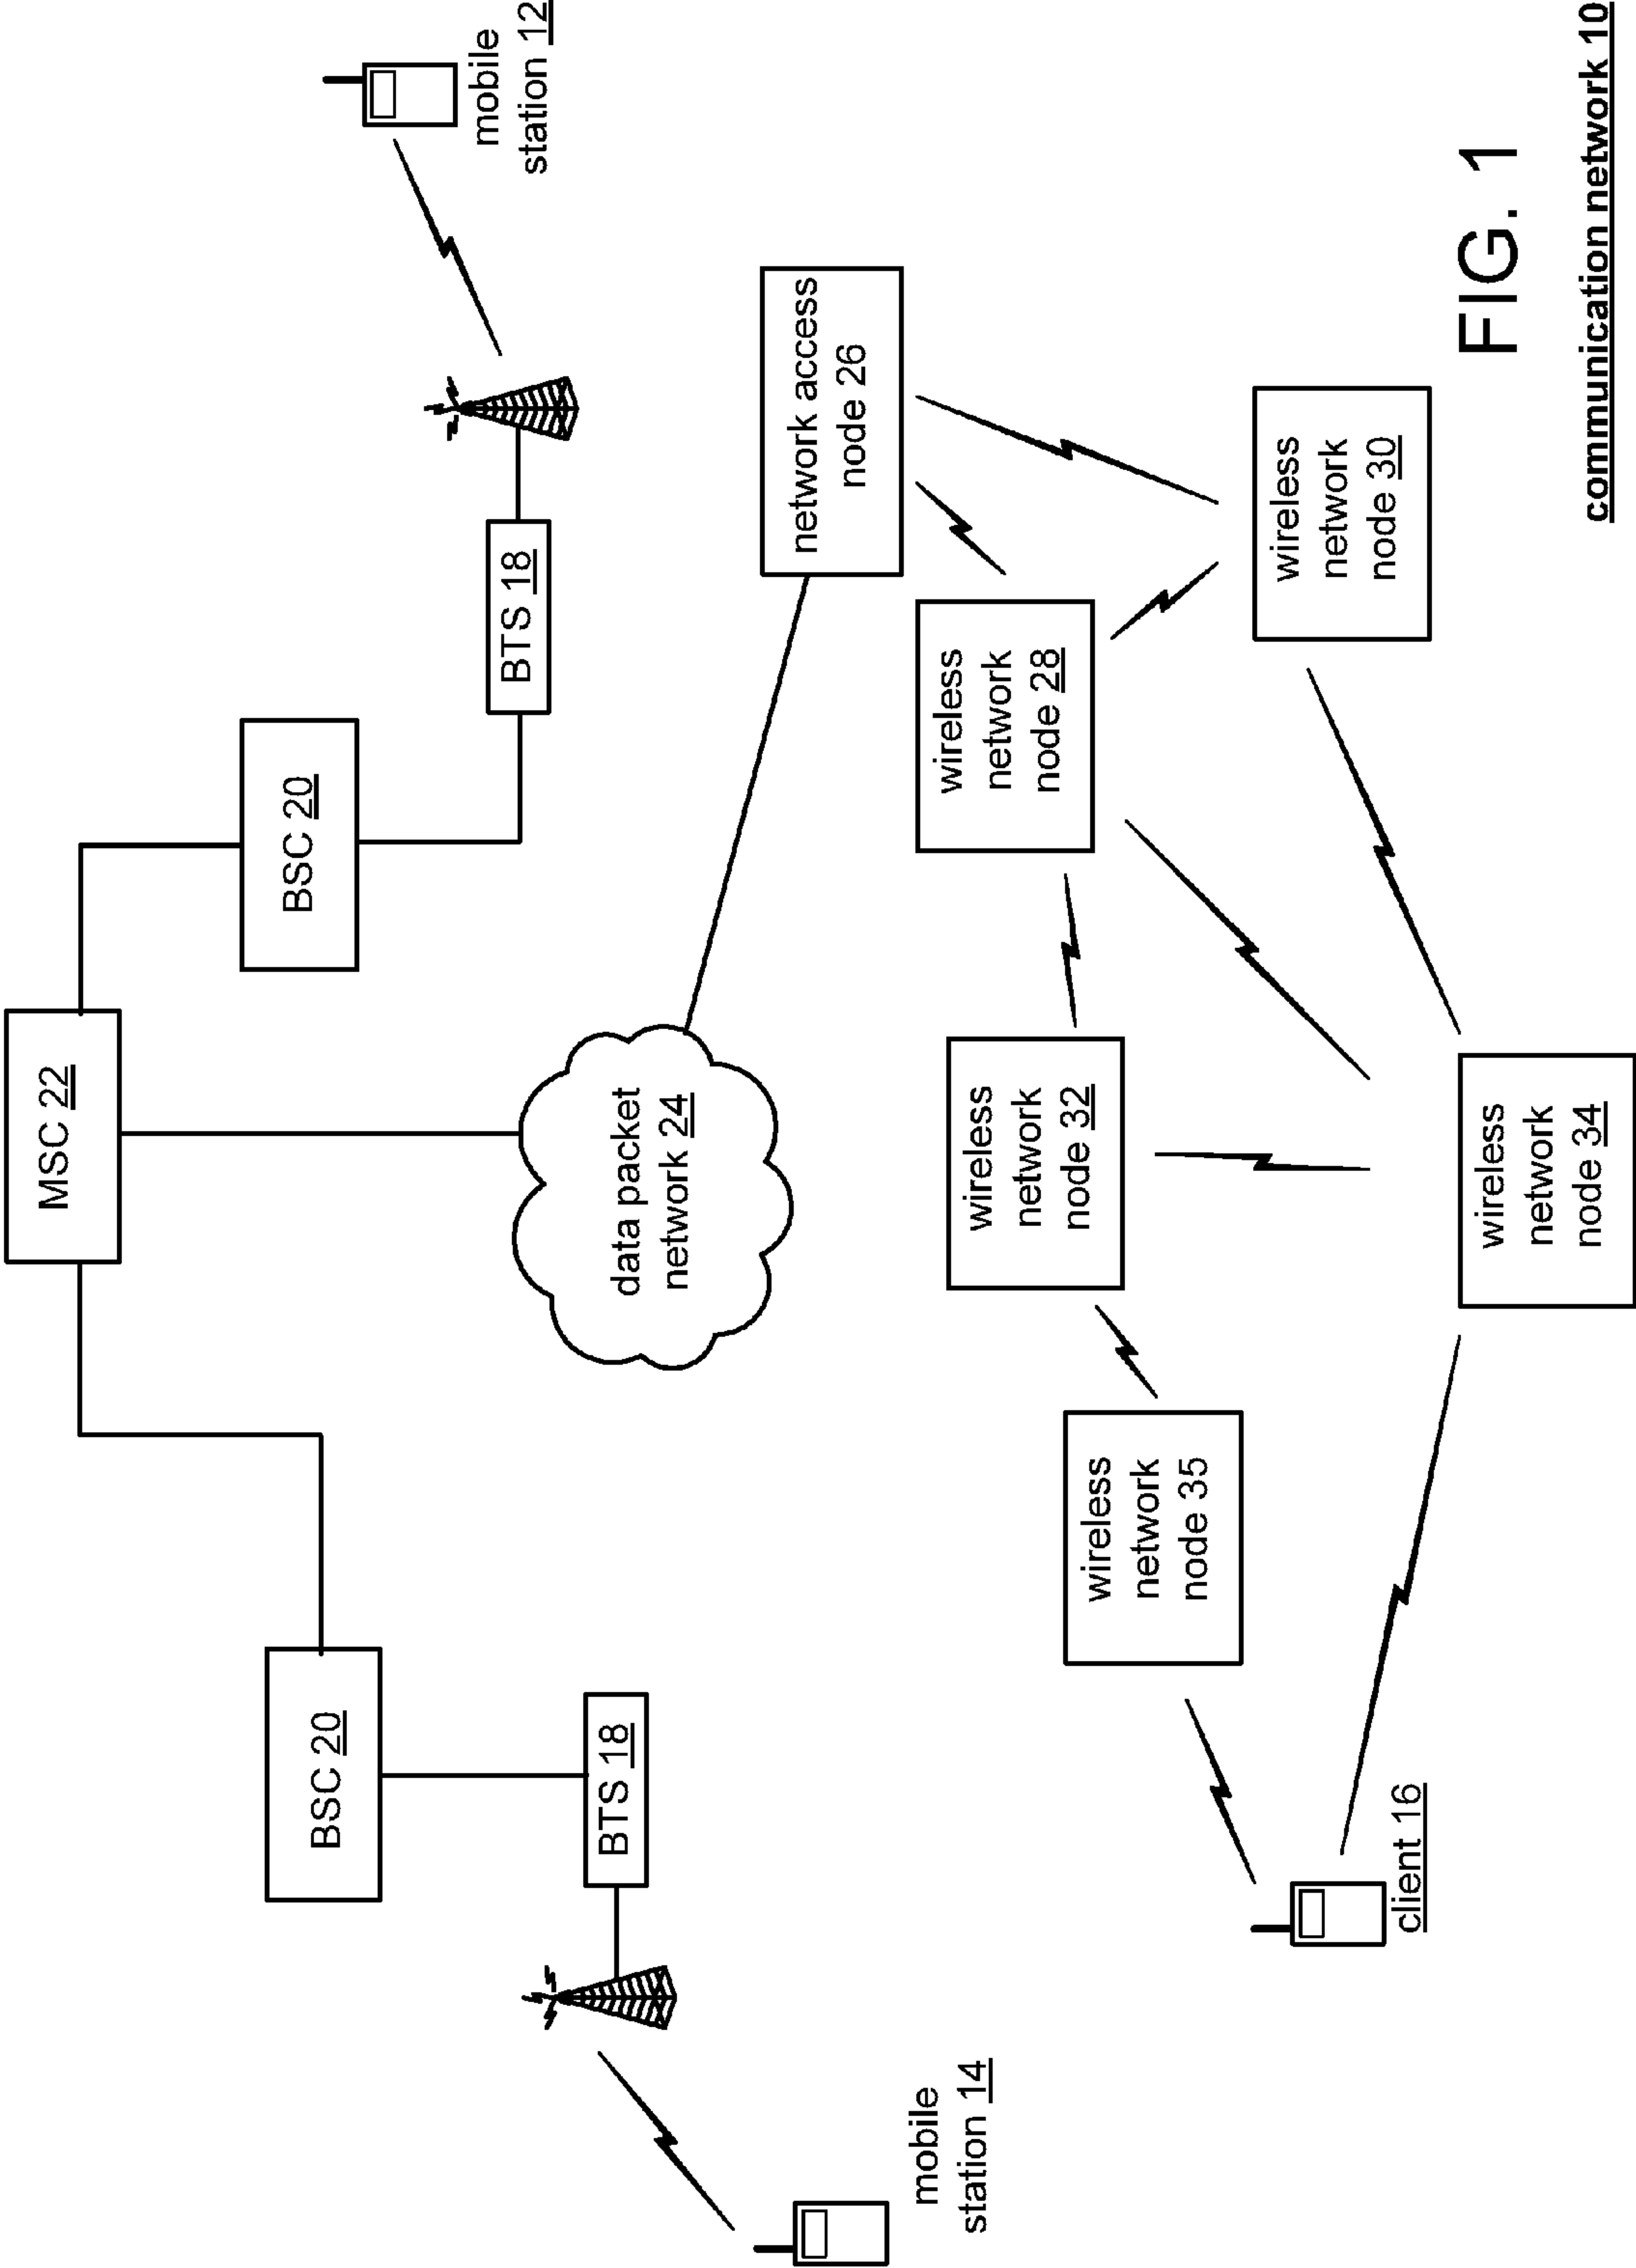 MSC 22
BSC 20
BSC 20
mobile
station 12
BTS 18
BTS 18
data packet
network 24
network access
node 26
mobile
station 14
wireless
network
node 28
wireless
network
node 32
wireless
network
node 35
wireless
network
node 30
client 16
wireless
network
node 34
FIG. 1
communication network 10